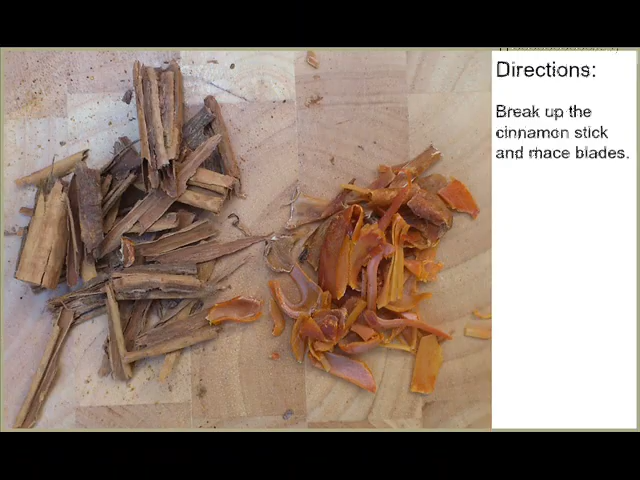 Directions:
Break up the
cinnamon stick
and mace blades.